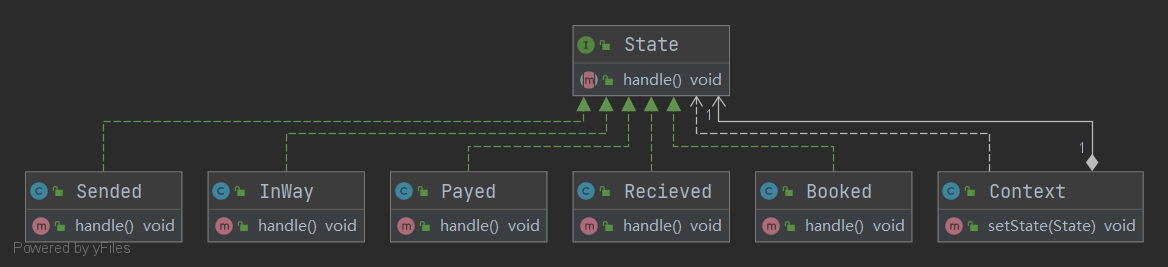 I State
m handle() void
1
1
C Sended
C InWay
C Payed
C Recieved
C Booked
C Context
m handle() void
m handle() void
m handle() void
m handle() void
m handle() void
m setState(State) void
Powered by yFiles